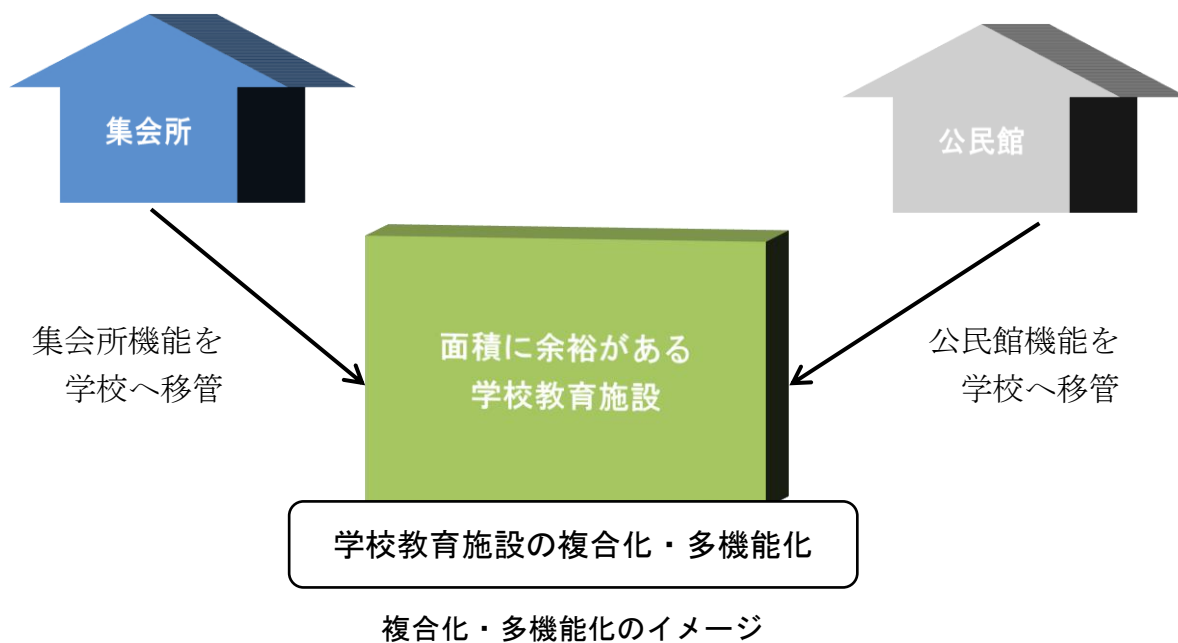 集会所
公民館
集会所機能を
学校へ移管
面積に余裕がある
学校教育施設
公民館機能を
学校へ移管
学校教育施設の複合化・多機能化
複合化・多機能化のイメージ